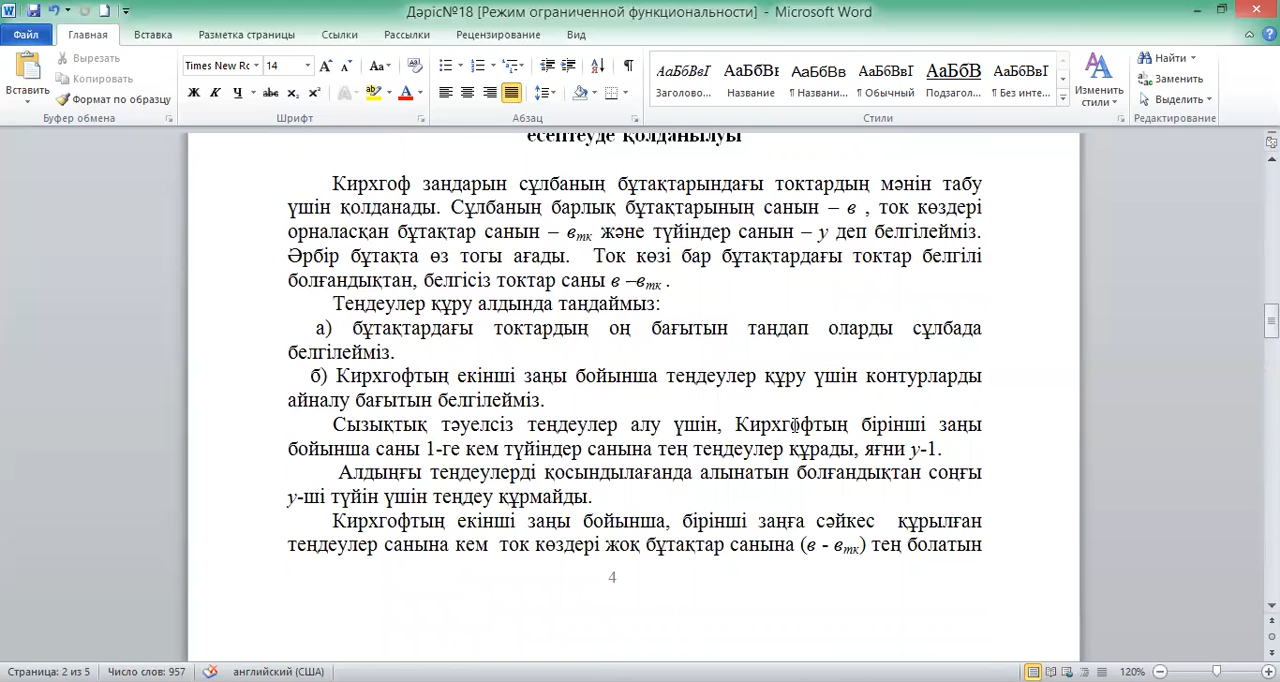 Дәріс№18 [Режим ограниченной функциональности] - Microsoft Word
Файл Главная Вставка Разметка страницы Ссылки Рассылки Рецензирование Вид
Вставить
Вырезать
Копировать
Формат по образцу
Буфер обмена
Times New Rc 14
Шрифт
Абзац
АаБбВвІ АаБбВı АаБбВв АаБбВвІ АаБбВ АаБбВвІ
Заголово... Название ¶ Названи... ¶ Обычный Подзагол... ¶ Без инте...
Стили
Изменить стили
Найти
Заменить
Выделить
Редактирование
есептеуде қолданылуы
Кирхгоф заңдарын сұлбаның бұтақтарындағы токтардың мәнін табу
үшін қолданады. Сұлбаның барлық бұтақтарының санын – в , ток көздері
орналасқан бұтақтар санын – втк және түйіндер санын – у деп белгілейміз.
Әрбір бұтақта өз тогы ағады. Ток көзі бар бұтақтардағы токтар белгілі
болғандықтан, белгісіз токтар саны в –втк .
Теңдеулер құру алдында таңдаймыз:
а) бұтақтардағы токтардың оң бағытын таңдап оларды сұлбада
белгілейміз.
б) Кирхгофтың екінші заңы бойынша теңдеулер құру үшін контурларды
айналу бағытын белгілейміз.
Сызықтық тәуелсіз теңдеулер алу үшін, Кирхгофтың бірінші заңы
бойынша саны 1-ге кем түйіндер санына тең теңдеулер құрады, яғни у-1.
Алдыңғы теңдеулерді қосындылағанда алынатын болғандықтан соңғы
у-ші түйін үшін теңдеу құрмайды.
Кирхгофтың екінші заңы бойынша, бірінші заңға сәйкес құрылған
теңдеулер санына кем ток көздері жоқ бұтақтар санына (в - втк) тең болатын
4
Страница: 2 из 5 Число слов: 957 английский (США) 120%